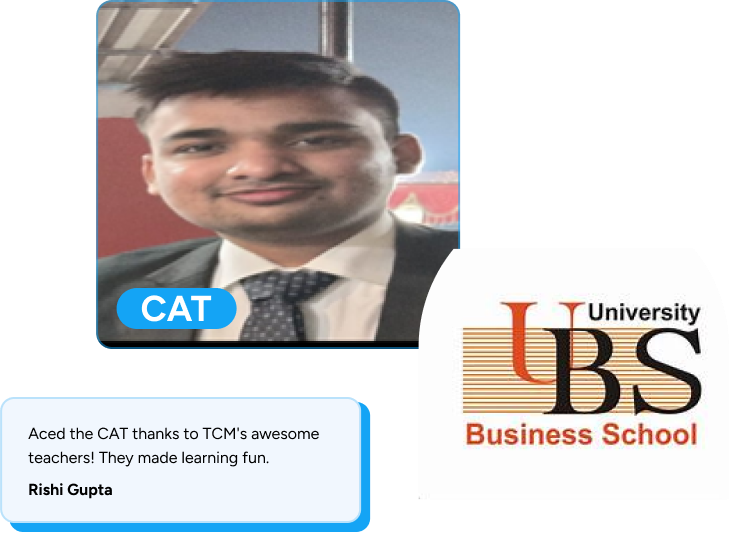 CAT
University
UBS
Business School
Aced the CAT thanks to TCM's awesome
teachers! They made learning fun.
Rishi Gupta